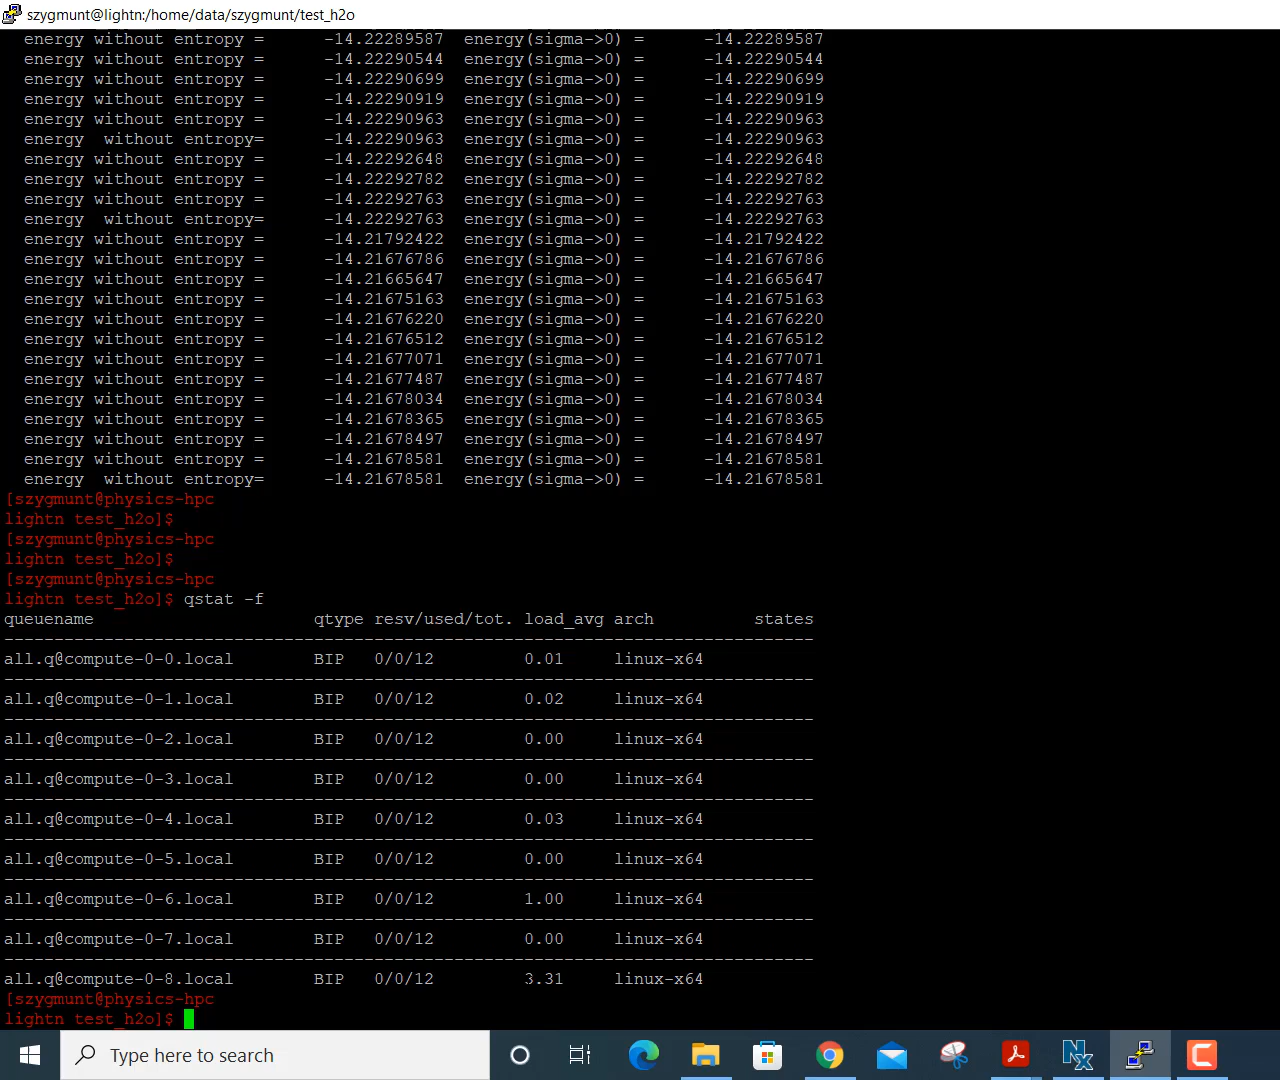 szygmunt@lightn:/home/data/szygmunt/test_h2o
energy without entropy =      -14.22289587  energy(sigma->0) =      -14.22289587
energy without entropy =      -14.22290544  energy(sigma->0) =      -14.22290544
energy without entropy =      -14.22290699  energy(sigma->0) =      -14.22290699
energy without entropy =      -14.22290919  energy(sigma->0) =      -14.22290919
energy without entropy =      -14.22290963  energy(sigma->0) =      -14.22290963
energy  without entropy=      -14.22290963  energy(sigma->0) =      -14.22290963
energy without entropy =      -14.22292648  energy(sigma->0) =      -14.22292648
energy without entropy =      -14.22292782  energy(sigma->0) =      -14.22292782
energy without entropy =      -14.22292763  energy(sigma->0) =      -14.22292763
energy  without entropy=      -14.22292763  energy(sigma->0) =      -14.22292763
energy without entropy =      -14.21792422  energy(sigma->0) =      -14.21792422
energy without entropy =      -14.21676786  energy(sigma->0) =      -14.21676786
energy without entropy =      -14.21665647  energy(sigma->0) =      -14.21665647
energy without entropy =      -14.21675163  energy(sigma->0) =      -14.21675163
energy without entropy =      -14.21676220  energy(sigma->0) =      -14.21676220
energy without entropy =      -14.21676512  energy(sigma->0) =      -14.21676512
energy without entropy =      -14.21677071  energy(sigma->0) =      -14.21677071
energy without entropy =      -14.21677487  energy(sigma->0) =      -14.21677487
energy without entropy =      -14.21678034  energy(sigma->0) =      -14.21678034
energy without entropy =      -14.21678365  energy(sigma->0) =      -14.21678365
energy without entropy =      -14.21678497  energy(sigma->0) =      -14.21678497
energy without entropy =      -14.21678581  energy(sigma->0) =      -14.21678581
energy  without entropy=      -14.21678581  energy(sigma->0) =      -14.21678581
[szygmunt@physics-hpc
lightn test_h2o]$
[szygmunt@physics-hpc
lightn test_h2o]$
[szygmunt@physics-hpc
lightn test_h2o]$ qstat -f
queuename                      qtype resv/used/tot. load_avg arch          states
---------------------------------------------------------------------------------
all.q@compute-0-0.local        BIP   0/0/12         0.01     linux-x64
---------------------------------------------------------------------------------
all.q@compute-0-1.local        BIP   0/0/12         0.02     linux-x64
---------------------------------------------------------------------------------
all.q@compute-0-2.local        BIP   0/0/12         0.00     linux-x64
---------------------------------------------------------------------------------
all.q@compute-0-3.local        BIP   0/0/12         0.00     linux-x64
---------------------------------------------------------------------------------
all.q@compute-0-4.local        BIP   0/0/12         0.03     linux-x64
---------------------------------------------------------------------------------
all.q@compute-0-5.local        BIP   0/0/12         0.00     linux-x64
---------------------------------------------------------------------------------
all.q@compute-0-6.local        BIP   0/0/12         1.00     linux-x64
---------------------------------------------------------------------------------
all.q@compute-0-7.local        BIP   0/0/12         0.00     linux-x64
---------------------------------------------------------------------------------
all.q@compute-0-8.local        BIP   0/0/12         3.31     linux-x64
[szygmunt@physics-hpc
lightn test_h2o]$
Type here to search